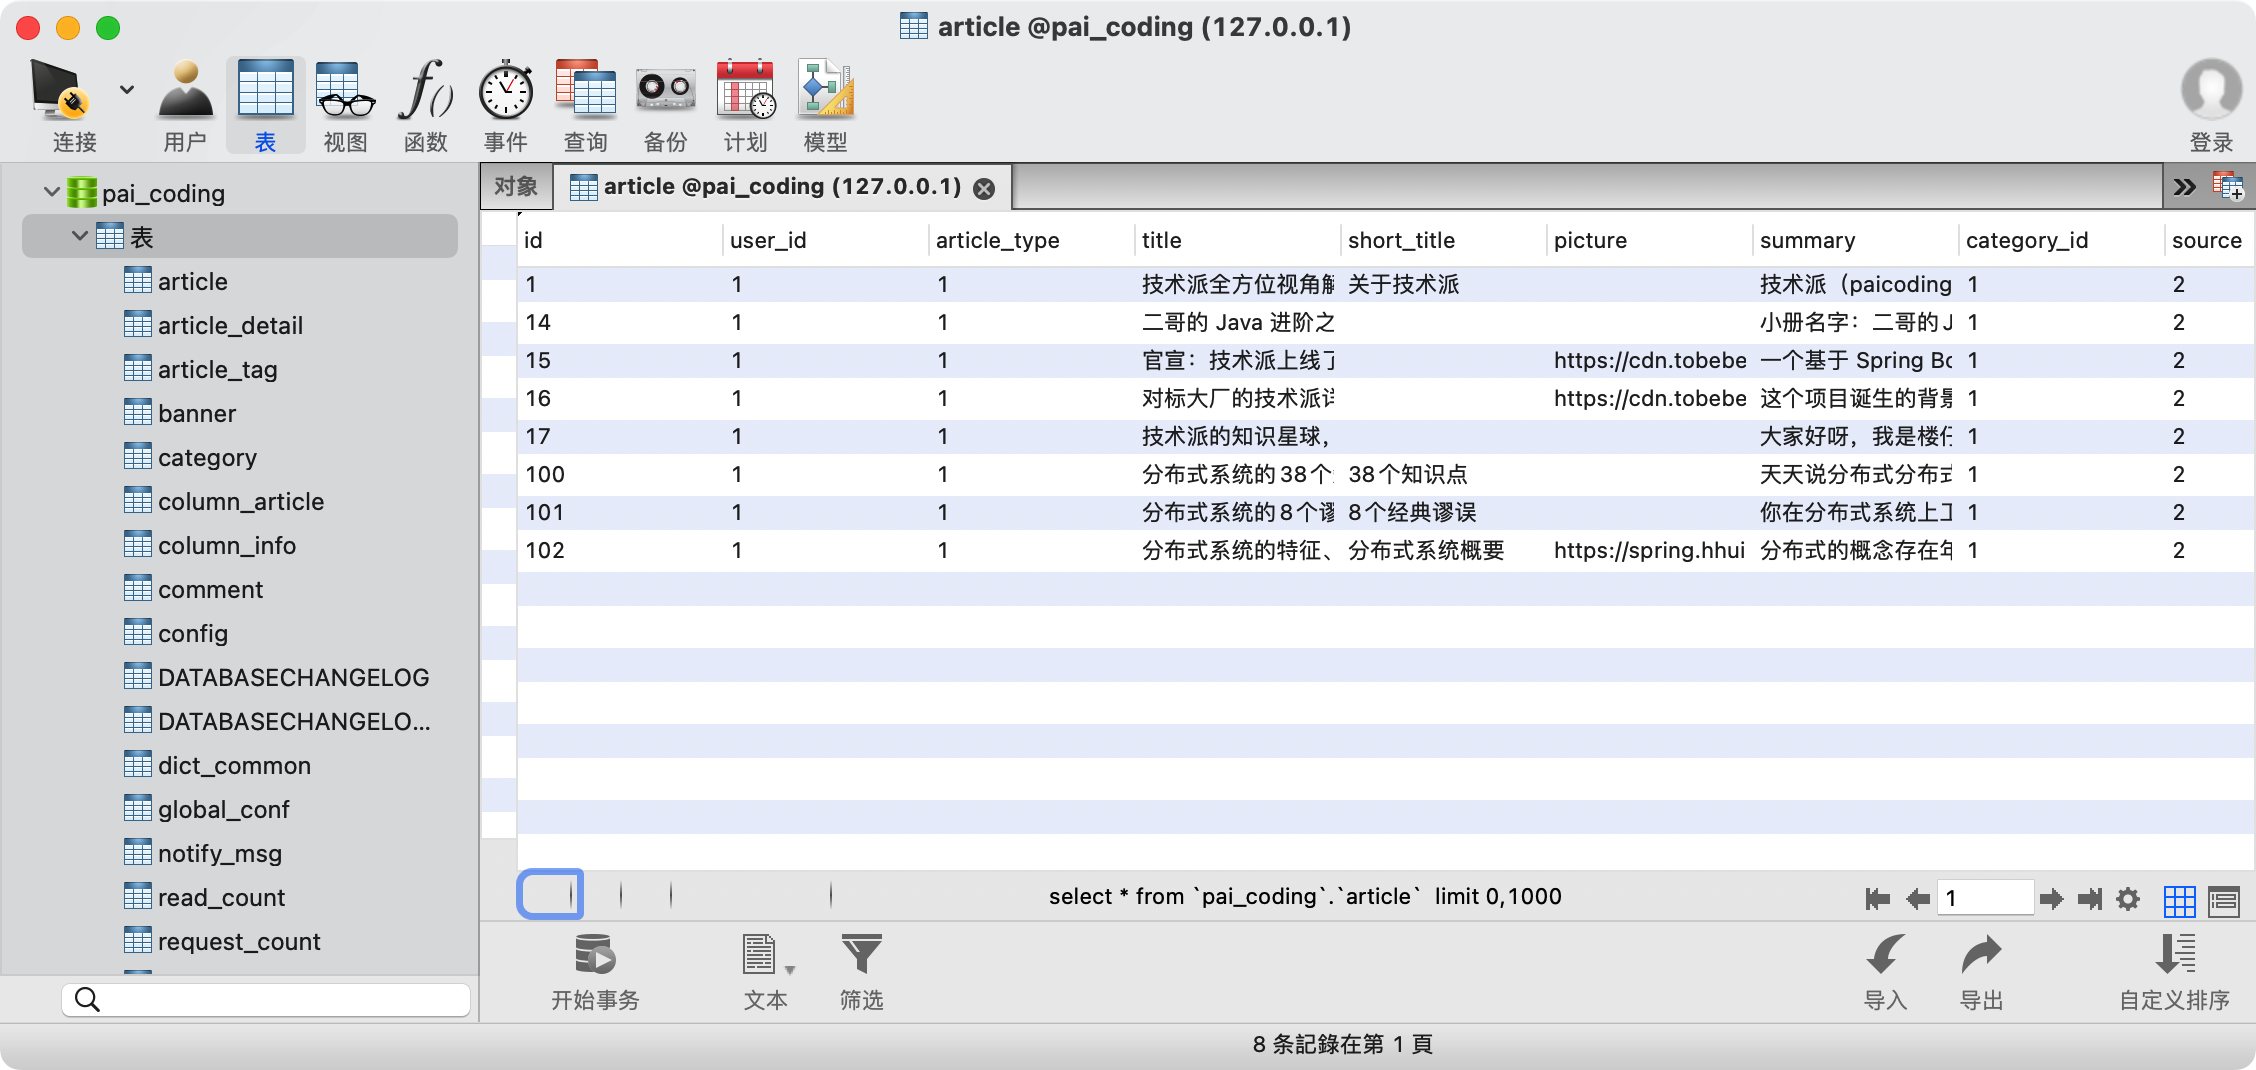 article @pai_coding (127.0.0.1)
连接 用户 表 视图 函数 事件 查询 备份 计划 模型 登录
pai_coding
表
article
article_detail
article_tag
banner
category
column_article
column_info
comment
config
DATABASECHANGELOG
DATABASECHANGELO...
dict_common
global_conf
notify_msg
read_count
request_count
对象 article @pai_coding (127.0.0.1)
id user_id article_type title short_title picture summary category_id source
1 1 1 技术派全方位视角解 关于技术派 技术派（paicoding 1 2
14 1 1 二哥的 Java 进阶之 小册名字：二哥的 J 1 2
15 1 1 官宣：技术派上线了 https://cdn.tobebe 一个基于 Spring Bo 1 2
16 1 1 对标大厂的技术派详 https://cdn.tobebe 这个项目诞生的背景 1 2
17 1 1 技术派的知识星球， 大家好呀，我是楼仔 1 2
100 1 1 分布式系统的38个 38个知识点 天天说分布式分布式 1 2
101 1 1 分布式系统的8个谬 8个经典谬误 你在分布式系统上工 1 2
102 1 1 分布式系统的特征、 分布式系统概要 https://spring.hhui 分布式的概念存在年 1 2
select * from `pai_coding`.`article` limit 0,1000
1
开始事务 文本 筛选 导入 导出 自定义排序
8 条記錄在第 1 頁